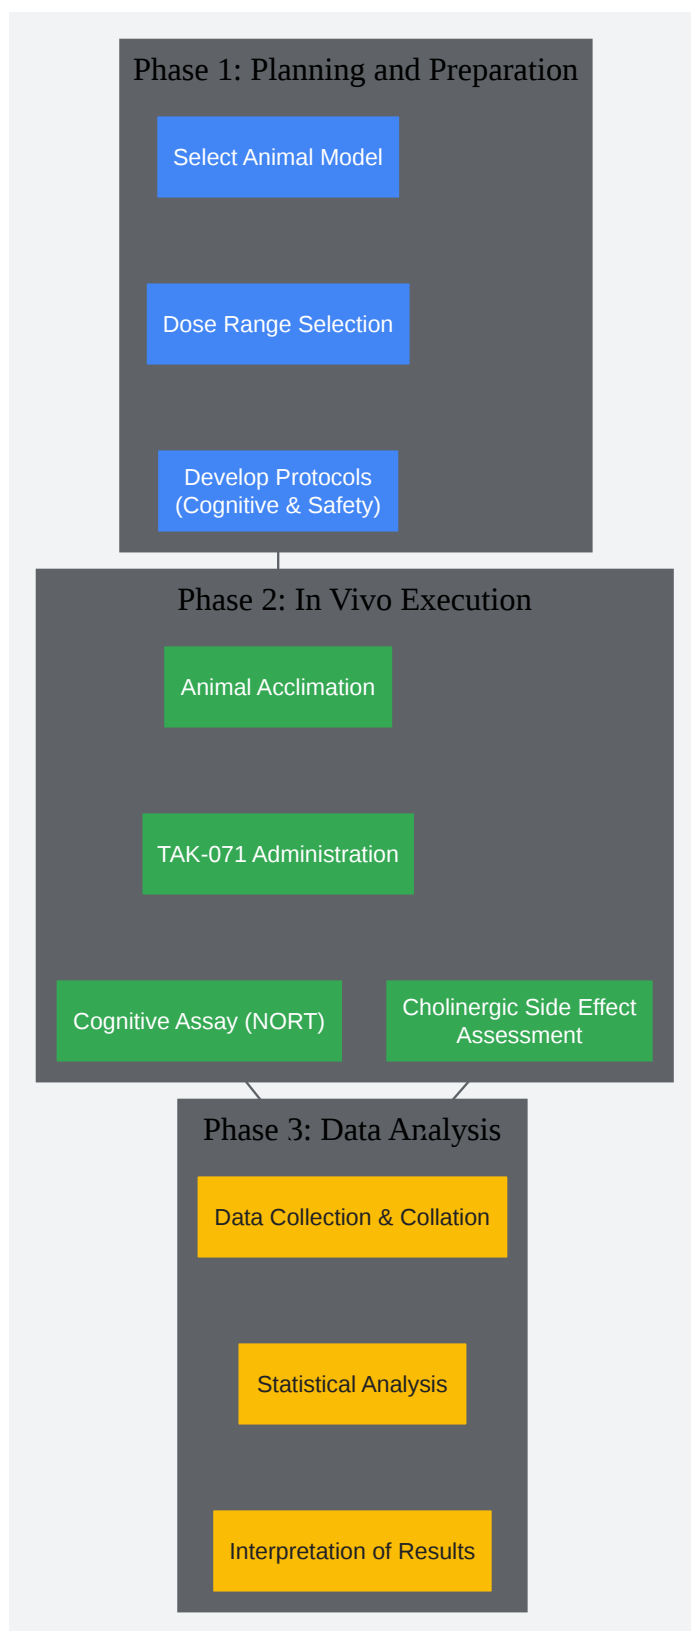 Phase 1: Planning and Preparation
Select Animal Model
Dose Range Selection
Develop Protocols
(Cognitive & Safety)
Phase 2: In Vivo Execution
Animal Acclimation
TAK-071 Administration
Cognitive Assay (NORT)
Cholinergic Side Effect
Assessment
Phase 3: Data Analysis
Data Collection & Collation
Statistical Analysis
Interpretation of Results